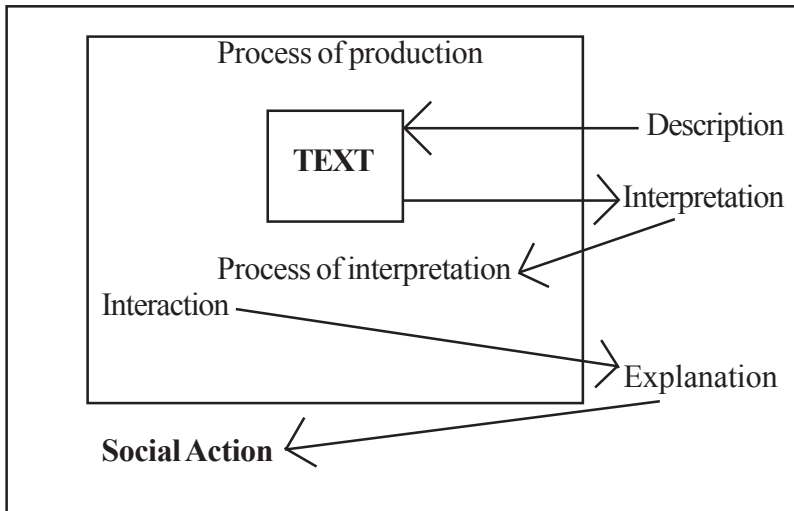 Process of production
Description
TEXT
Interpretation
Process of interpretation
Interaction
Explanation
Social Action